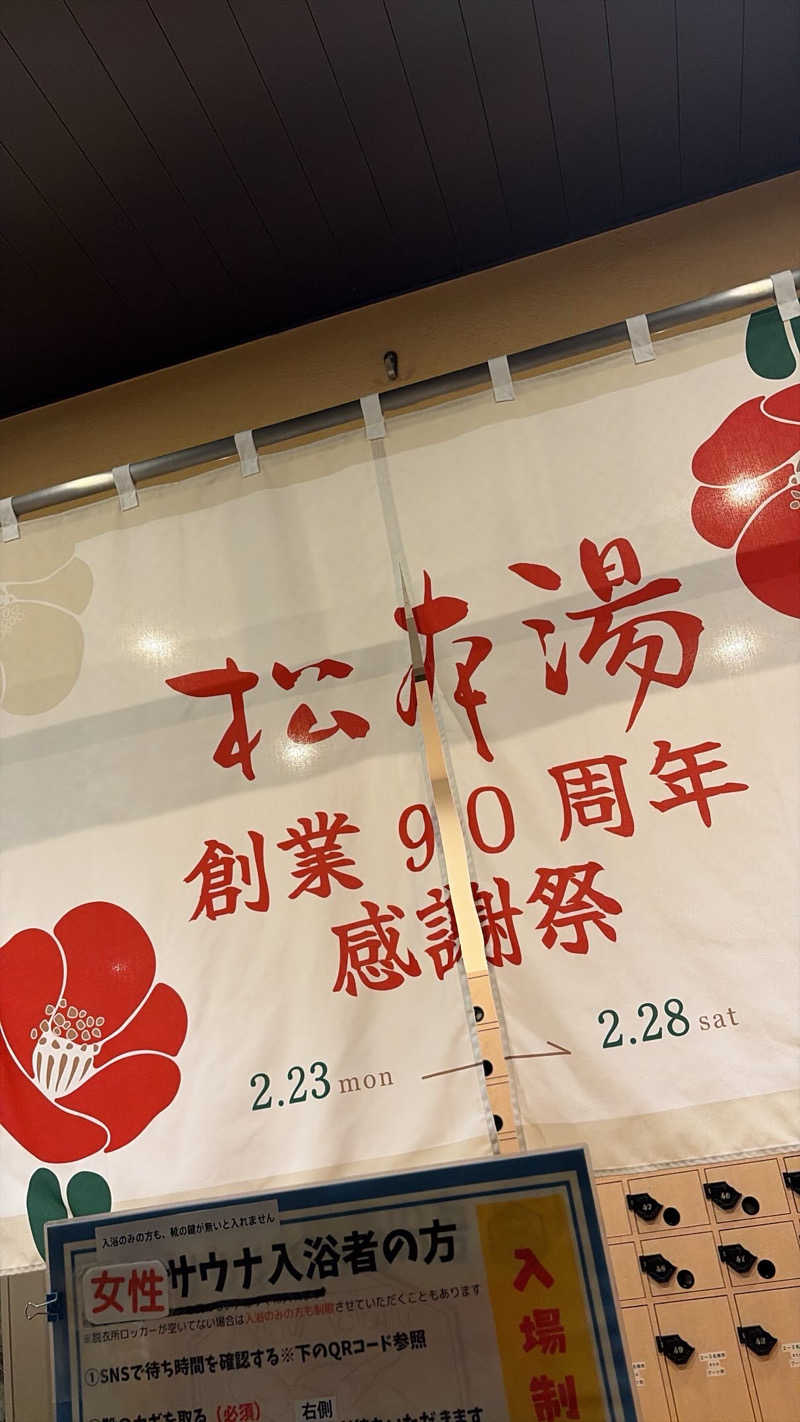 松本湯
創業90周年
感謝祭
2.23 mon → 2.28 sat
入浴のみの方も、靴の鍵が無いと入れません
女性サウナ入浴者の方
※脱衣所ロッカーが空いてない場合は入浴のみの方も制限させていただくこともあります
①SNSで待ち時間を確認する※下のQRコード参照
(必須)
右側
入場制